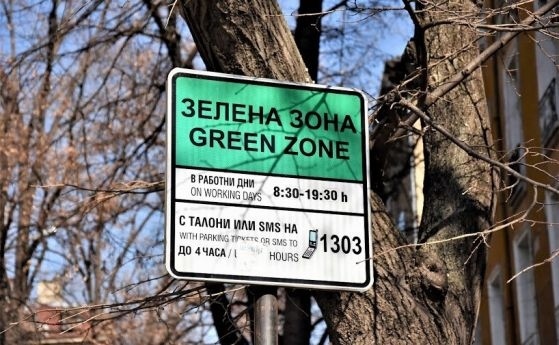 ЗЕЛЕНА ЗОНА
GREEN ZONE
В РАБОТНИ ДНИ
ON WORKING DAYS
8:30-19:30 h
С ТАЛОНИ ИЛИ SMS НА
WITH PARKING TICKETS OR SMS TO
1303
ДО 4 ЧАСА / HOURS